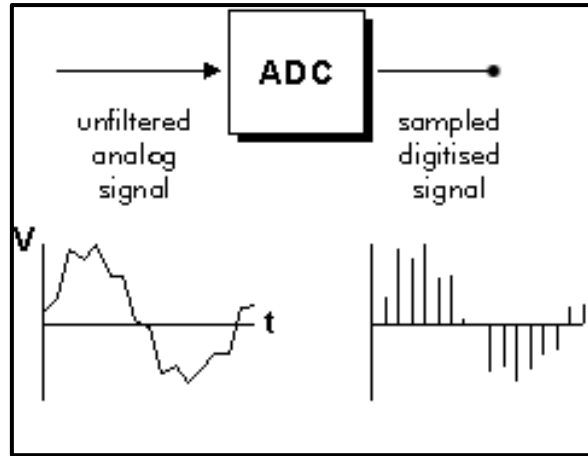 ADC
unfiltered
analog
signal
sampled
digitised
signal
V
t